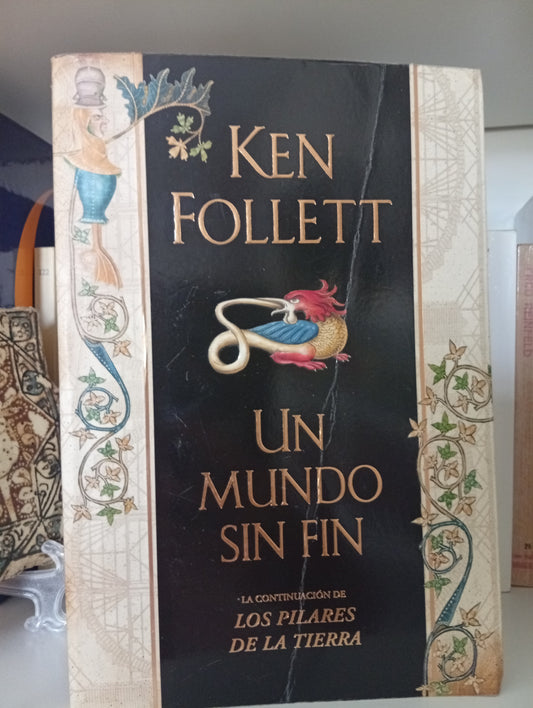 KEN
FOLLETT
UN
MUNDO
SIN FIN
LA CONTINUACIÓN DE
LOS PILARES
DE LA TIERRA